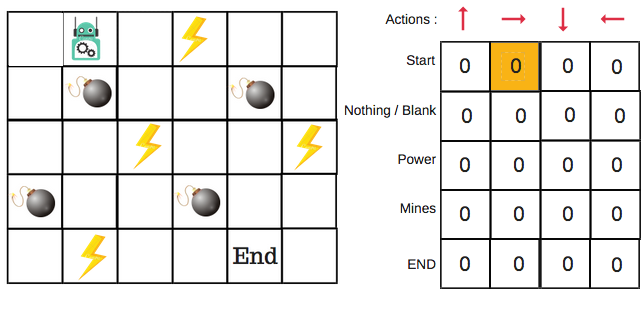 Actions : ↑ → ↓ ←
Start 0 0 0 0
Nothing / Blank 0 0 0 0
Power 0 0 0 0
Mines 0 0 0 0
END 0 0 0 0
End